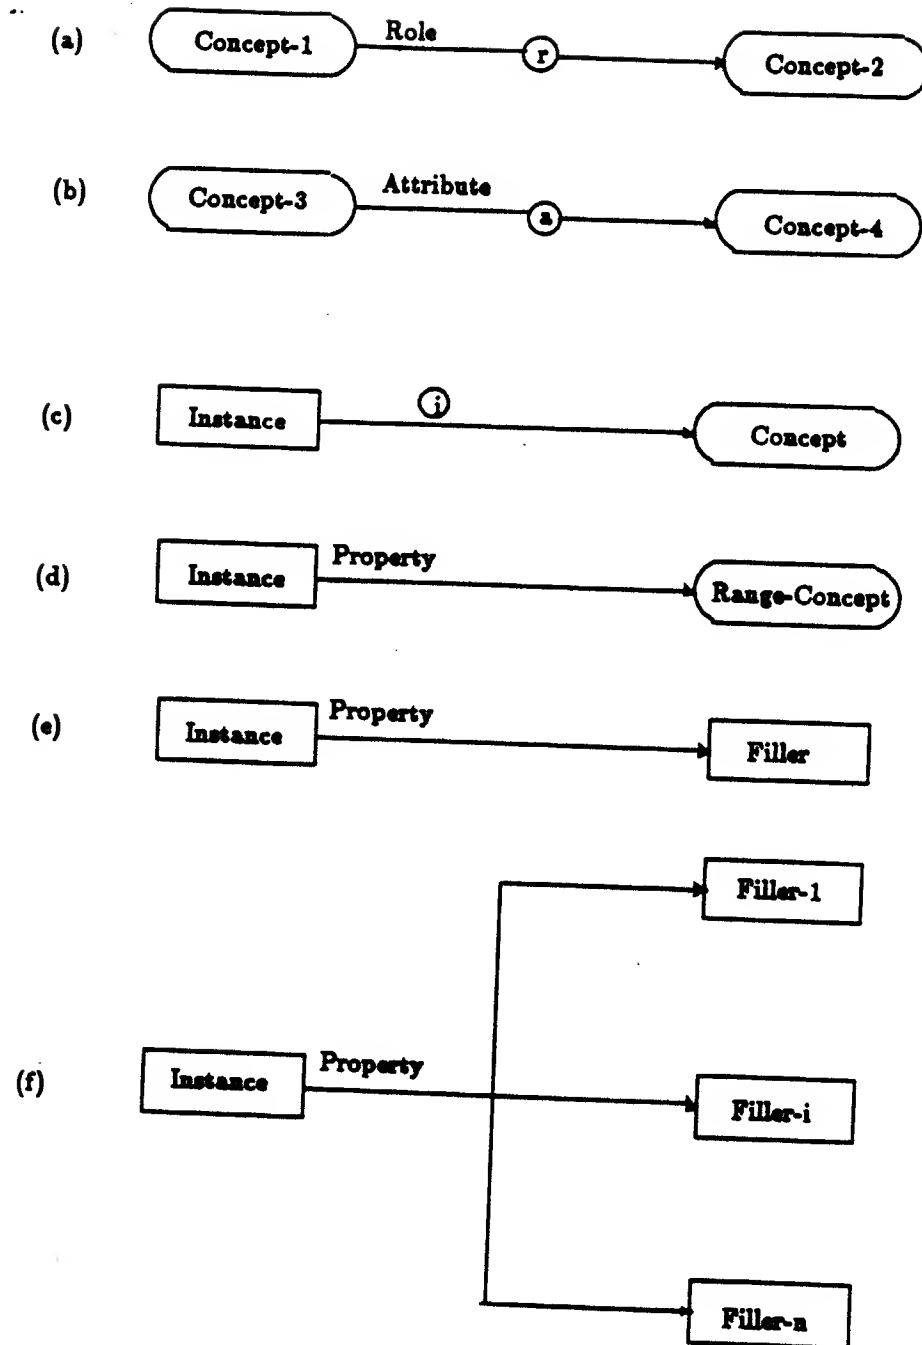 (a) Concept-1 Role r Concept-2
(b) Concept-3 Attribute a Concept-4
(c) Instance i Concept
(d) Instance Property Range-Concept
(e) Instance Property Filler
Filler-1
(f) Instance Property Filler-i
Filler-n